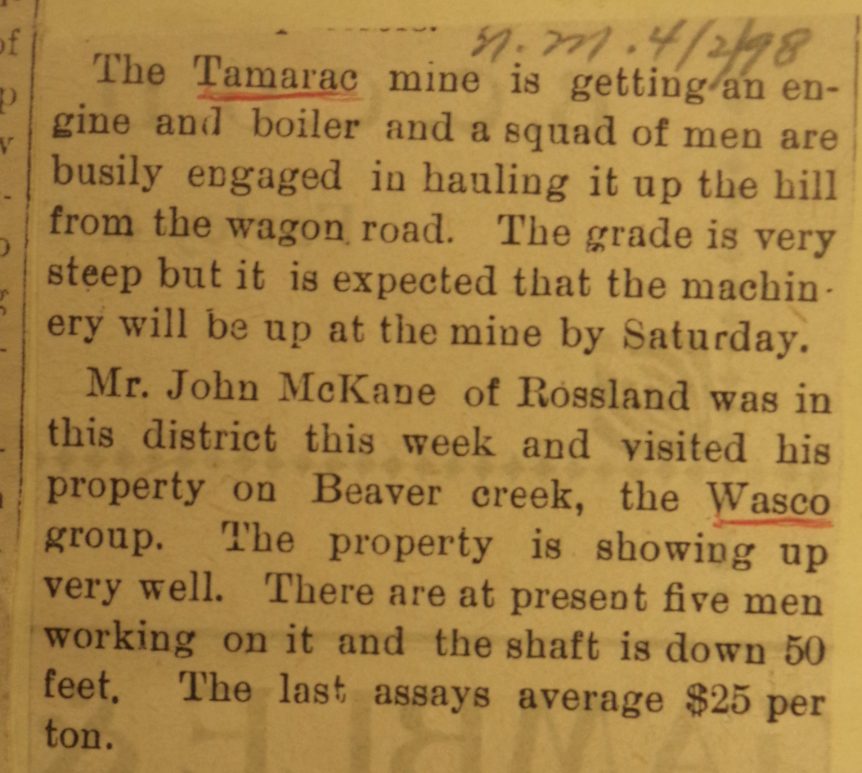 n. m. 4/2/98
The Tamarac mine is getting an en-
gine and boiler and a squad of men are
busily engaged in hauling it up the hill
from the wagon road. The grade is very
steep but it is expected that the machin-
ery will be up at the mine by Saturday.
Mr. John McKane of Rossland was in
this district this week and visited his
property on Beaver creek, the Wasco
group. The property is showing up
very well. There are at present five men
working on it and the shaft is down 50
feet. The last assays average $25 per
ton.